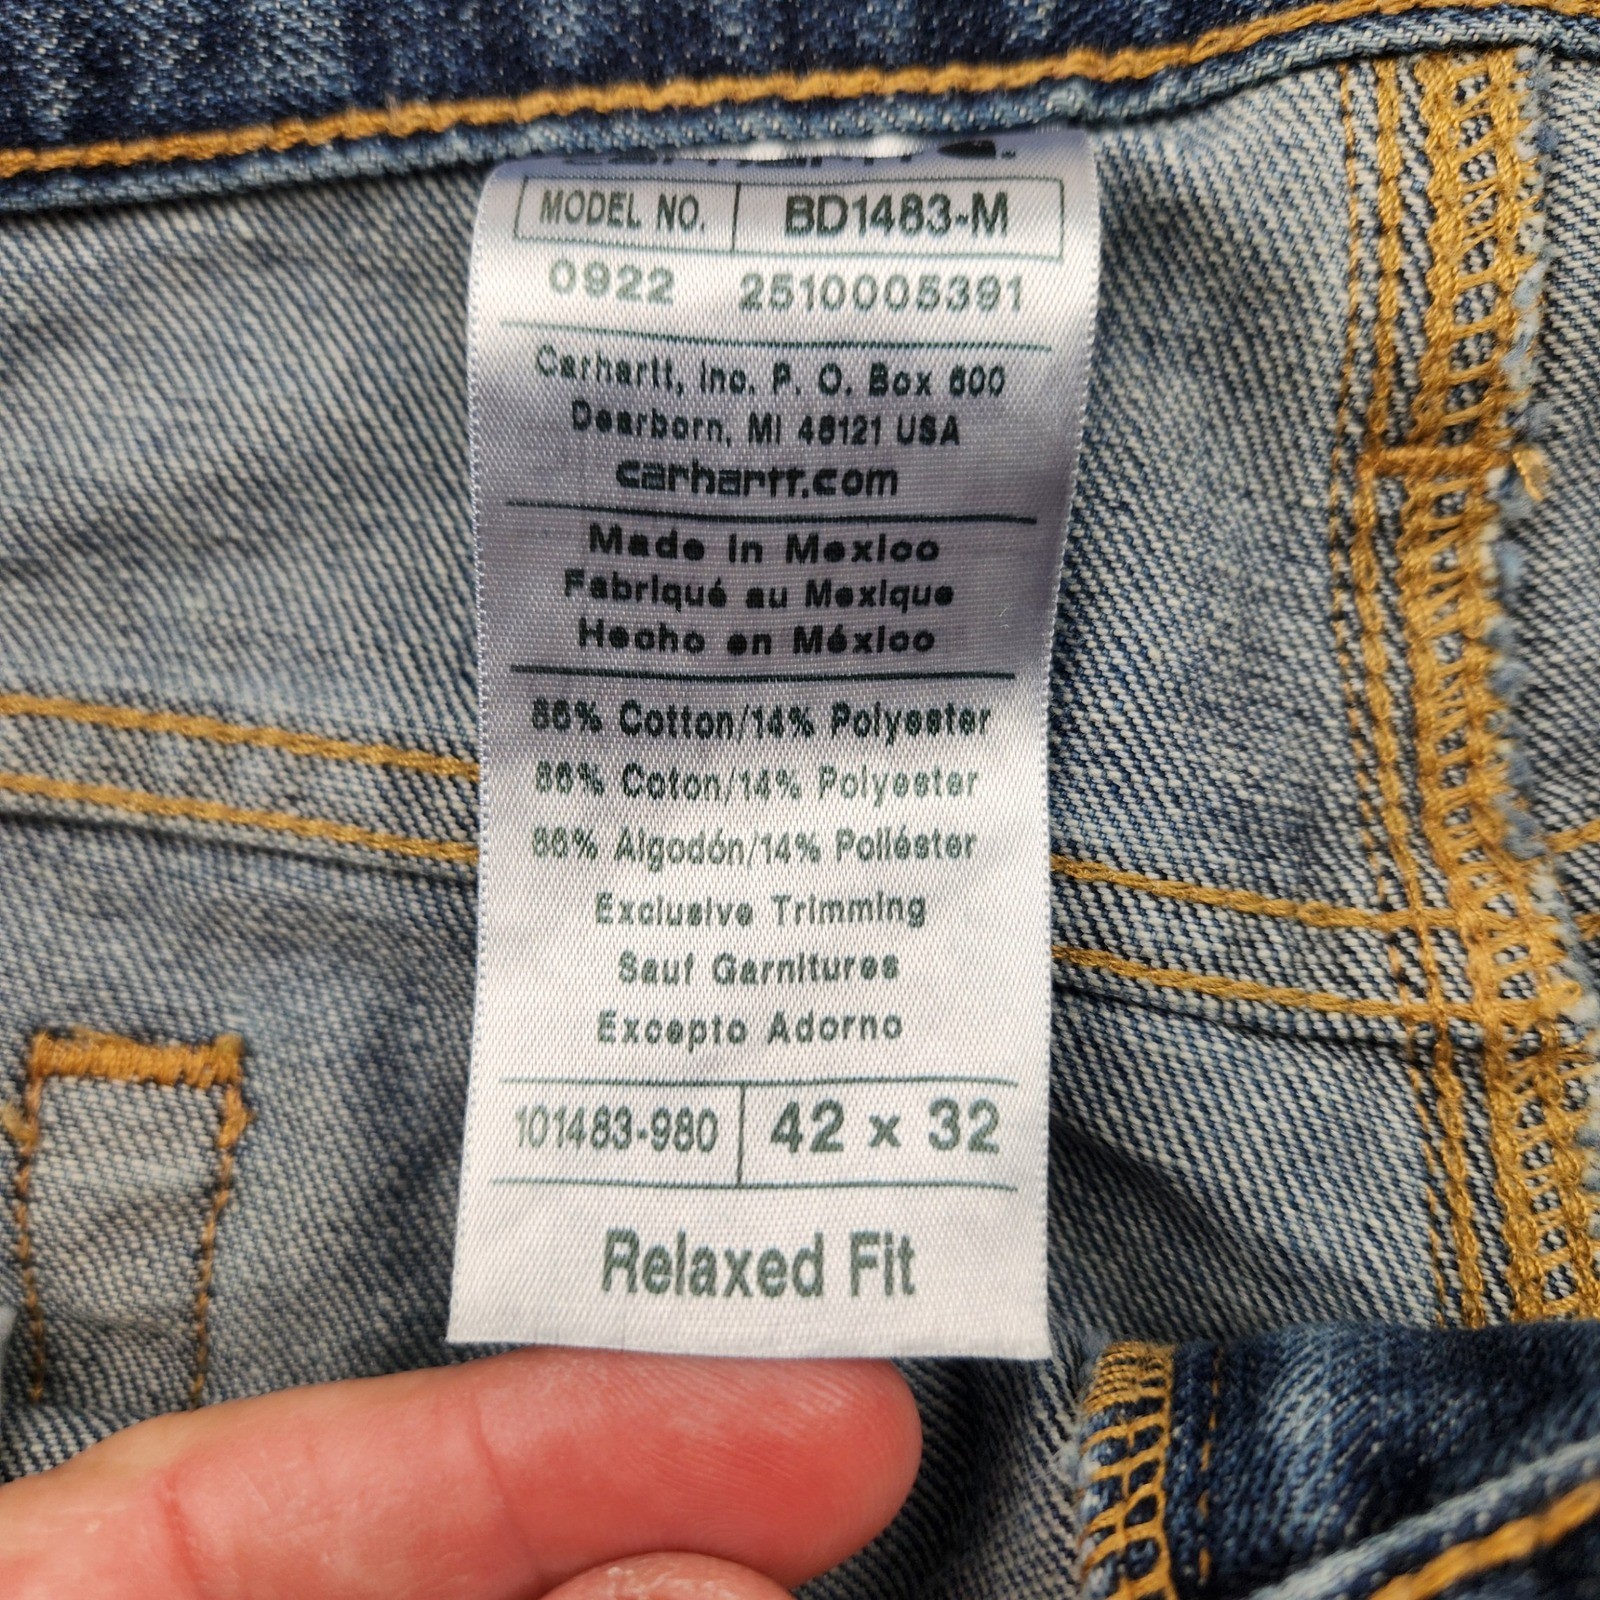 MODEL NO. BD1483-M
0922 2510005391
Carhartt, Inc. P. O. Box 600
Dearborn, MI 48121 USA
carhartt.com
Made in Mexico
Fabriqué au Mexique
Hecho en México
86% Cotton/14% Polyester
86% Coton/14% Polyester
86% Algodón/14% Poliéster
Exclusive Trimming
Sauf Garnitures
Excepto Adorno
101483-980 42 x 32
Relaxed Fit